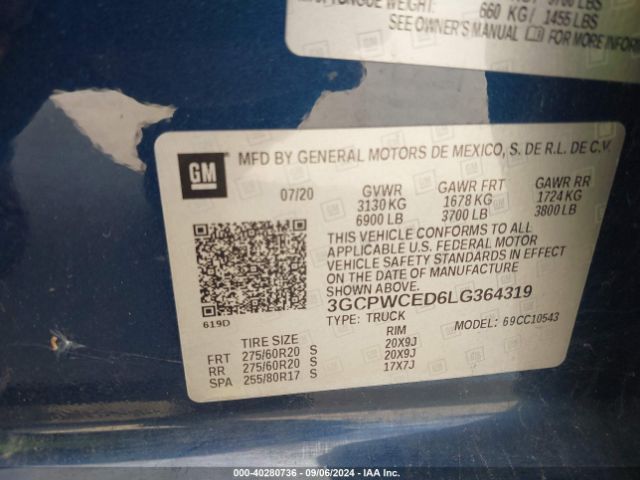 660 KG/ 1455 LBS
SEE OWNER'S MANUAL FOR MORE INFORM
GM
MFD BY GENERAL MOTORS DE MEXICO, S. DE R.L. DE C.V.
07/20 GVWR GAWR FRT GAWR RR
3130 KG 1678 KG 1724 KG
6900 LB 3700 LB 3800 LB
THIS VEHICLE CONFORMS TO ALL
APPLICABLE U.S. FEDERAL MOTOR
VEHICLE SAFETY STANDARDS IN EFFECT
ON THE DATE OF MANUFACTURE SHOWN ABOVE.
3GCPWCED6LG364319
TYPE: TRUCK MODEL: 69CC10543
619D
TIRE SIZE RIM
FRT 275/60R20 S 20X9J
RR 275/60R20 S 20X9J
SPA 255/80R17 S 17X7J
000-40280736 - 09/06/2024 - IAA Inc.